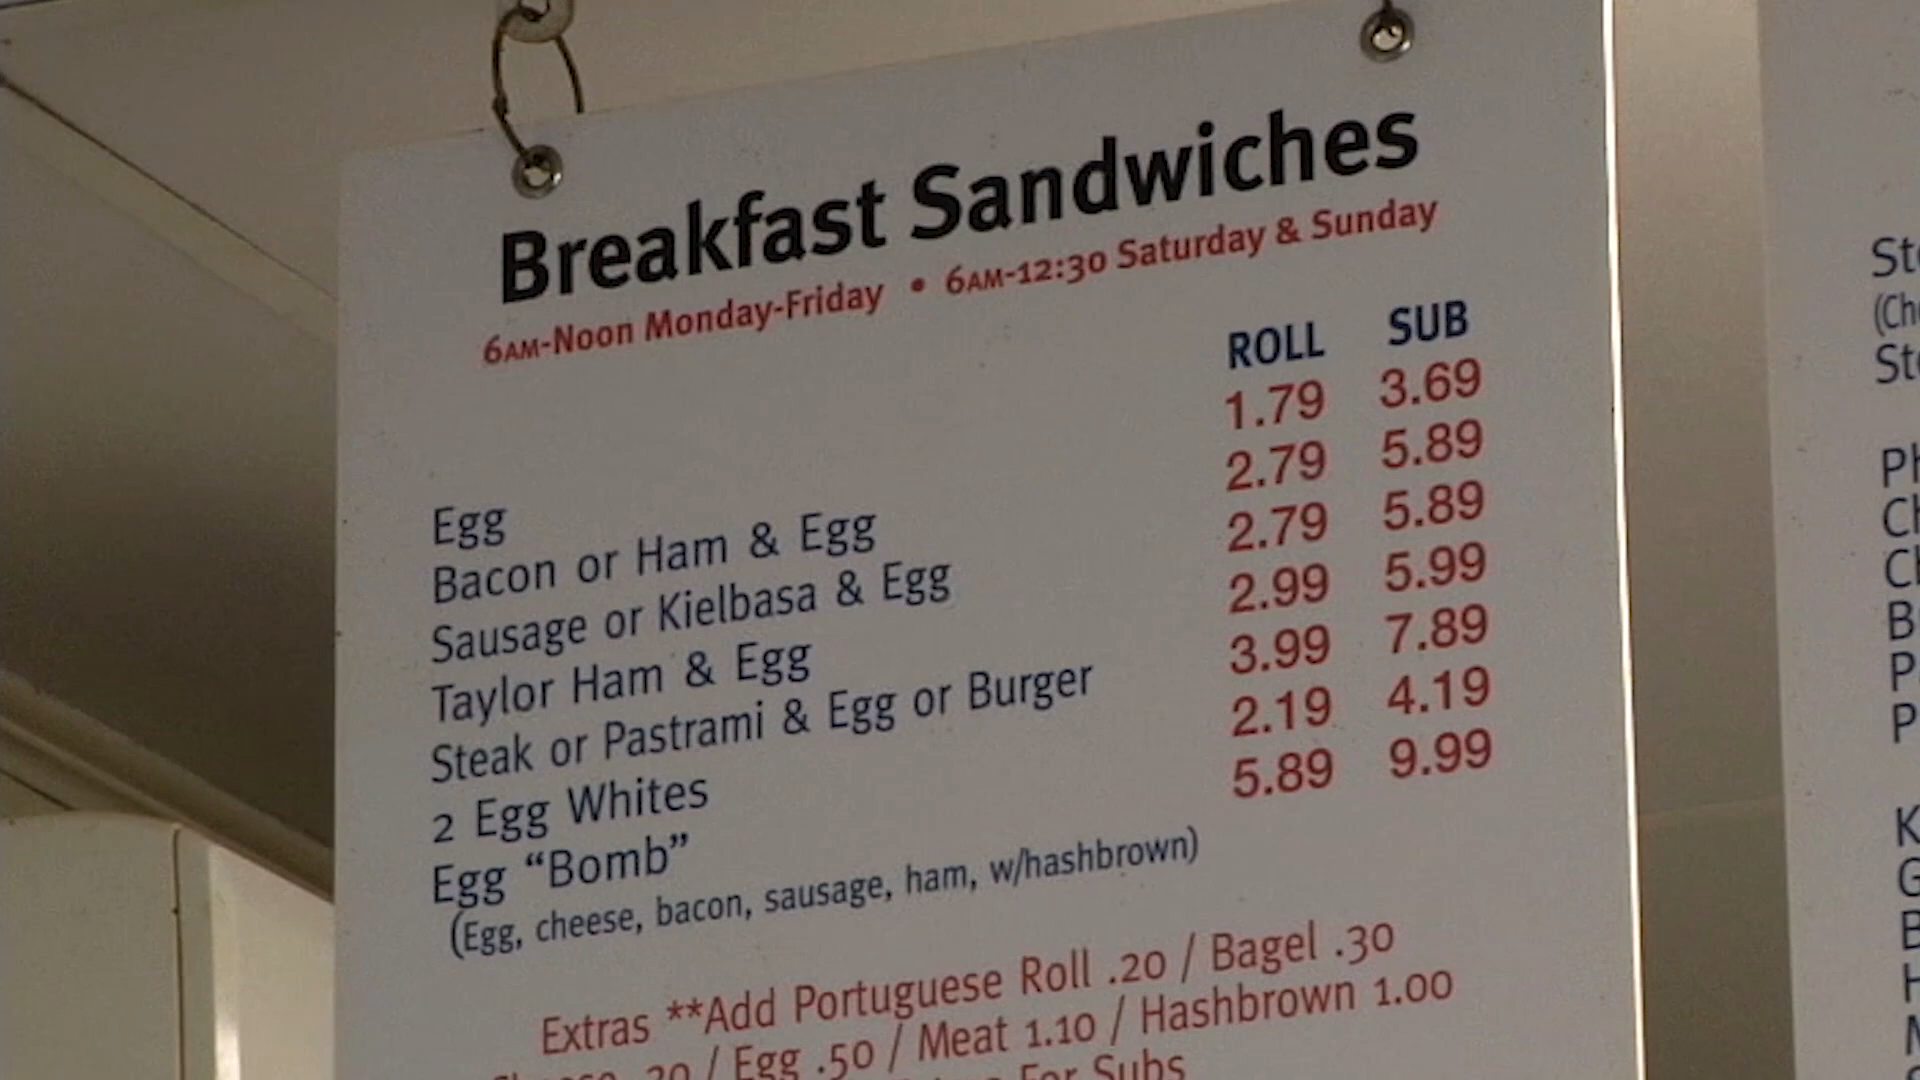 Breakfast Sandwiches
6AM-Noon Monday-Friday • 6AM-12:30 Saturday & Sunday
ROLL SUB
Egg 1.79 3.69
Bacon or Ham & Egg 2.79 5.89
Sausage or Kielbasa & Egg 2.79 5.89
Taylor Ham & Egg 2.99 5.99
Steak or Pastrami & Egg or Burger 3.99 7.89
2 Egg Whites 2.19 4.19
Egg “Bomb” 5.89 9.99
(Egg, cheese, bacon, sausage, ham, w/hashbrown)
Extras **Add Portuguese Roll .20 / Bagel .30
/ Egg .50 / Meat 1.10 / Hashbrown 1.00
For Subs